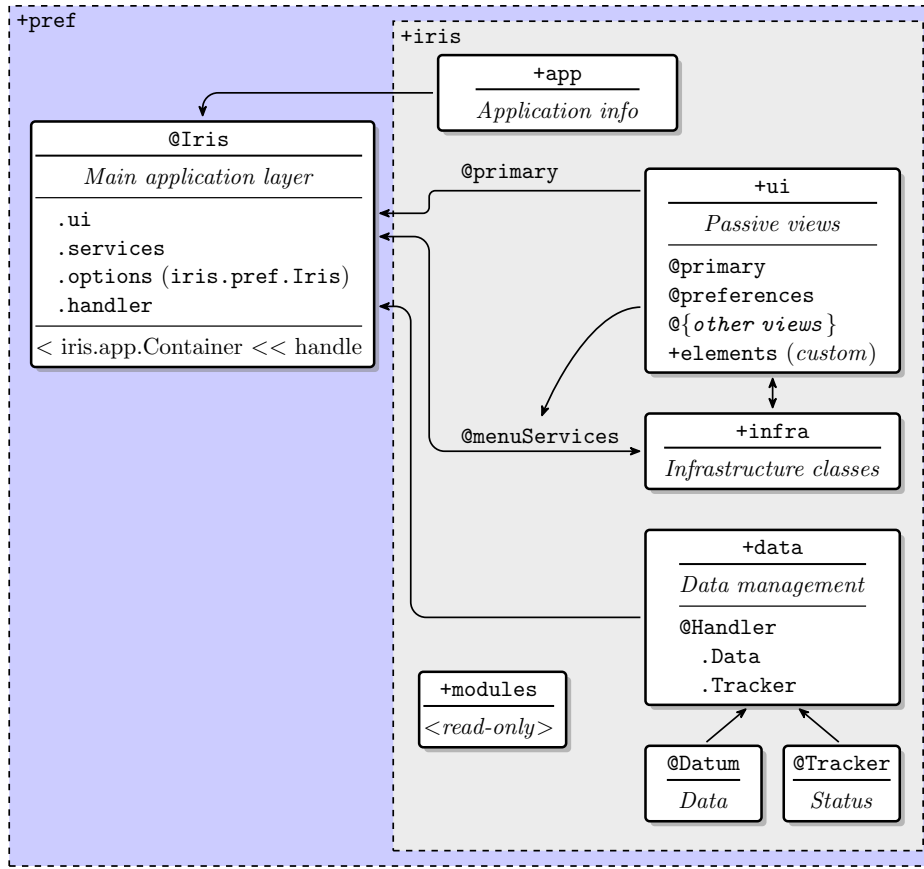 +pref
+iris
+app
Application info
@Iris
Main application layer
.ui
.services
.options (iris.pref.Iris)
.handler
< iris.app.Container << handle
@primary
+ui
Passive views
@primary
@preferences
@{other views}
+elements (custom)
@menuServices
+infra
Infrastructure classes
+data
Data management
@Handler
.Data
.Tracker
+modules
<read-only>
@Datum
Data
@Tracker
Status